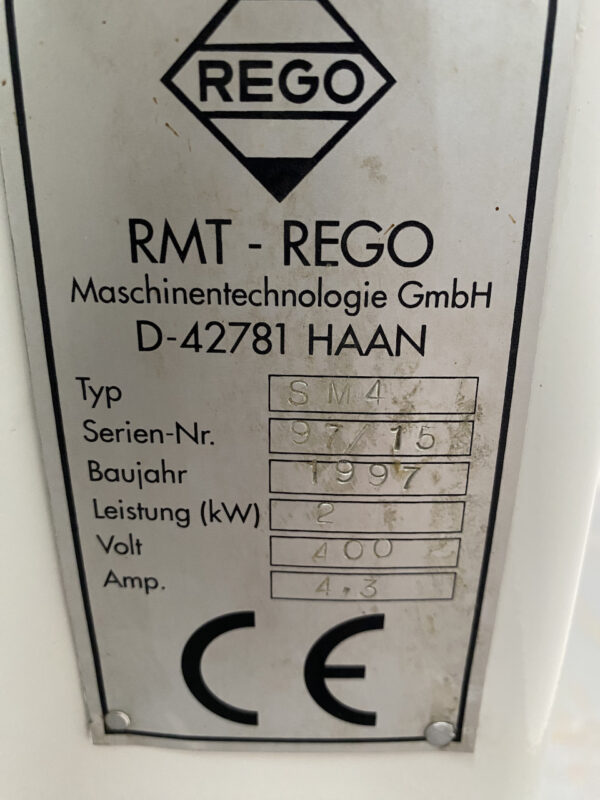 REGO
RMT - REGO
Maschinentechnologie GmbH
D-42781 HAAN
Typ SM4
Serien-Nr. 97/15
Baujahr 1997
Leistung (kW) 2
Volt 400
Amp. 4.3
CE